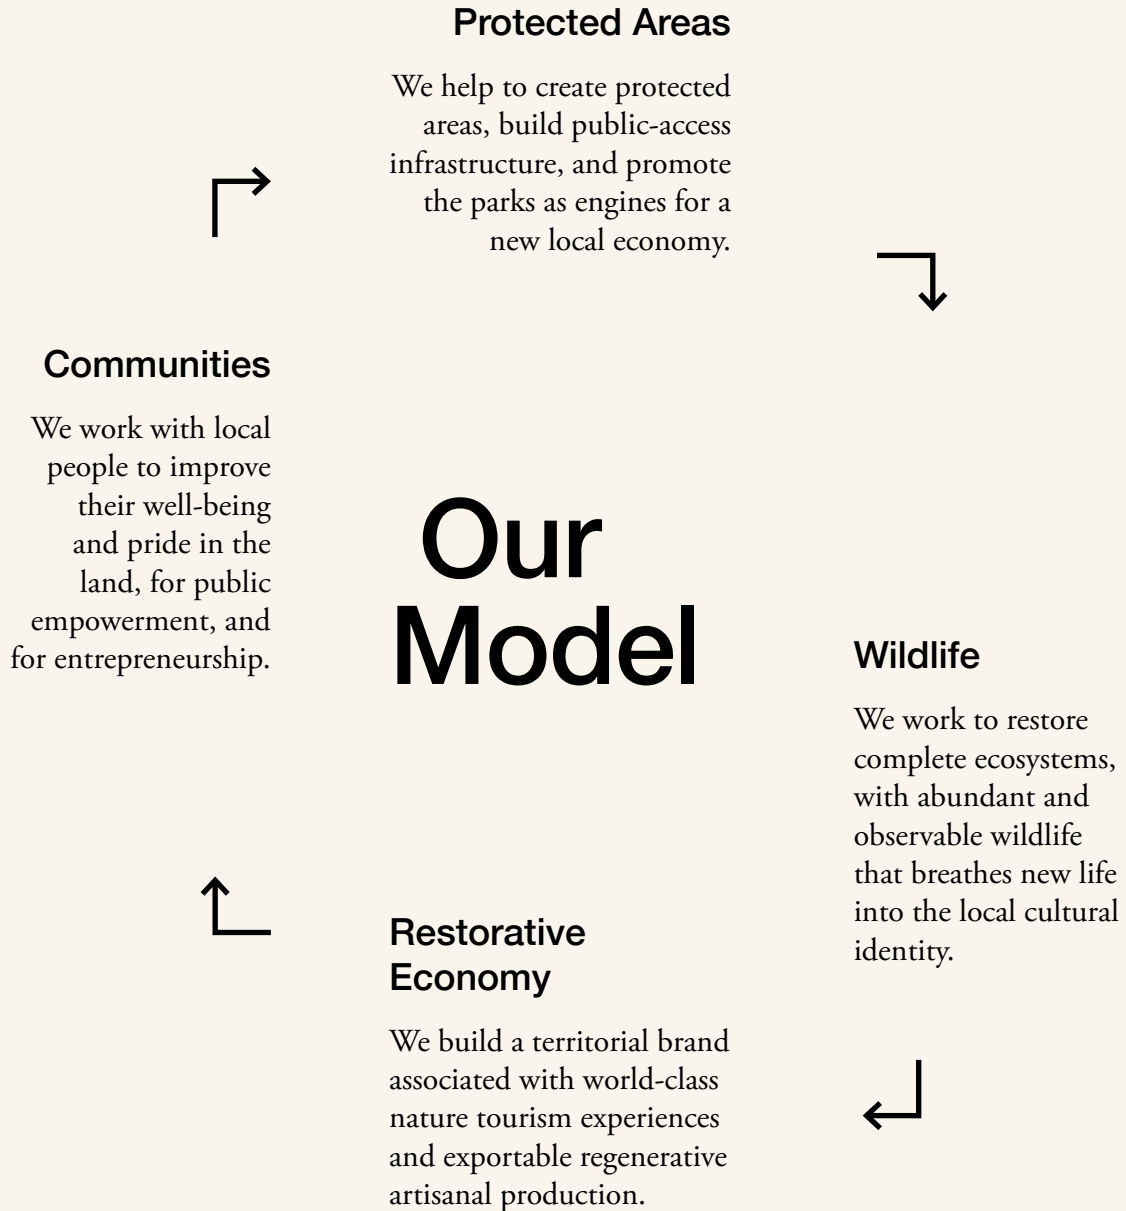 Protected Areas
We help to create protected
areas, build public-access
infrastructure, and promote
the parks as engines for a
new local economy.
Communities
We work with local
people to improve
their well-being
and pride in the
land, for public
empowerment, and
for entrepreneurship.
Our
Model
Wildlife
We work to restore
complete ecosystems,
with abundant and
observable wildlife
that breathes new life
into the local cultural
identity.
Restorative
Economy
We build a territorial brand
associated with world-class
nature tourism experiences
and exportable regenerative
artisanal production.